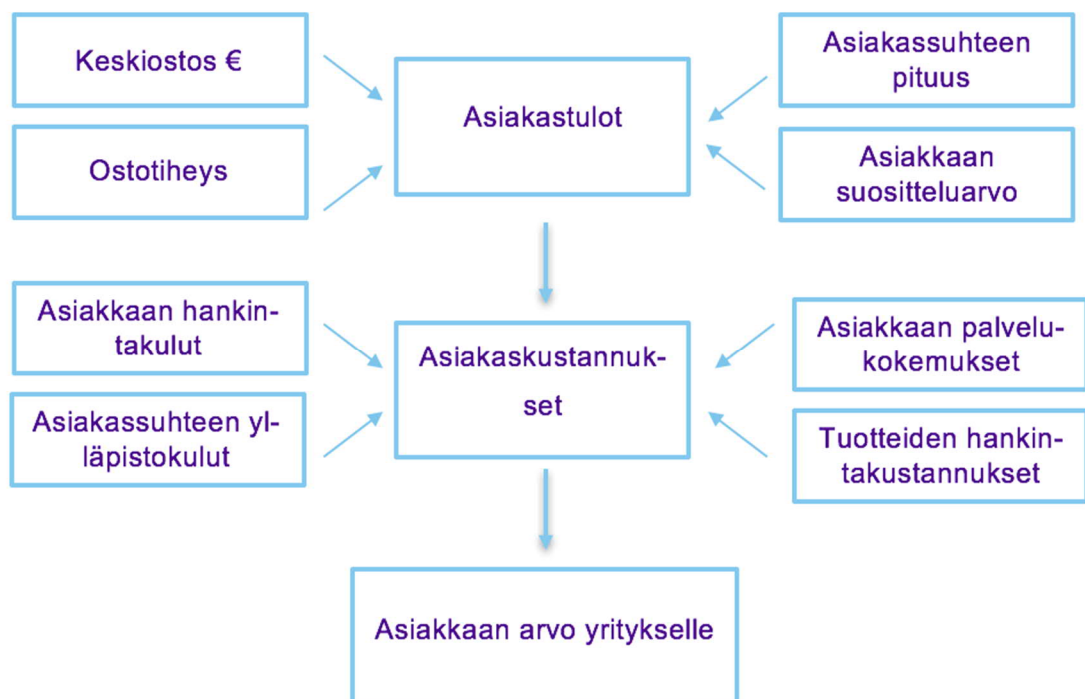 Keskiostos €
Asiakastulot
Asiakassuhteen
pituus
Ostotiheys
Asiakkaan
suositteluarvo
Asiakkaan hankin-
takulut
Asiakaskustannuk-
set
Asiakkaan palvelu-
kokemukset
Asiakassuhteen yl-
läpistokulut
Tuotteiden hankin-
takustannukset
Asiakkaan arvo yritykselle